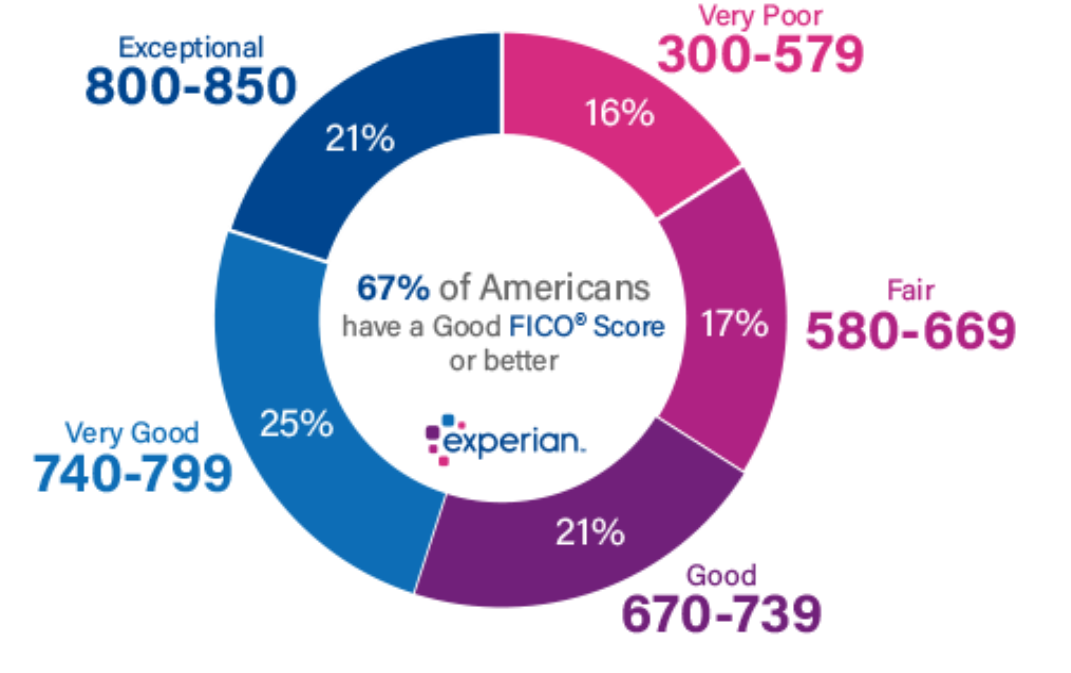 Very Poor
300-579
16%
Exceptional
800-850
21%
67% of Americans
have a Good FICO® Score
or better
experian.™
Fair
580-669
17%
Very Good
740-799
25%
21%
Good
670-739